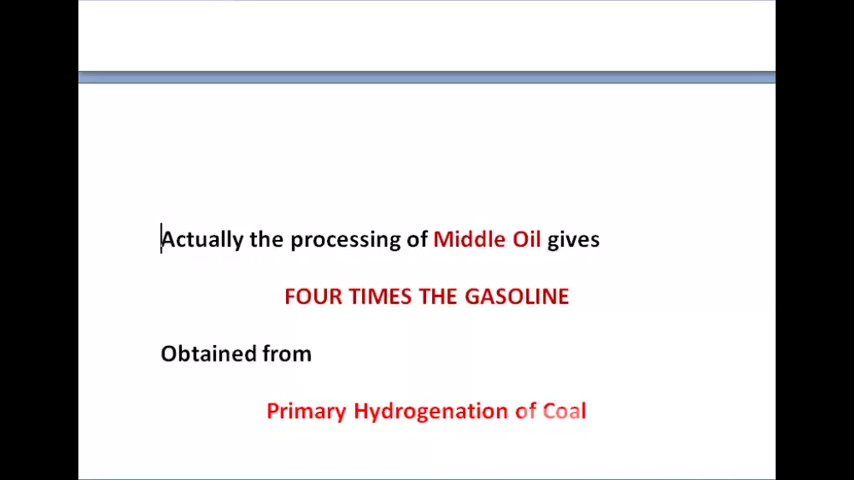 Actually the processing of Middle Oil gives
FOUR TIMES THE GASOLINE
Obtained from
Primary Hydrogenation of Coal